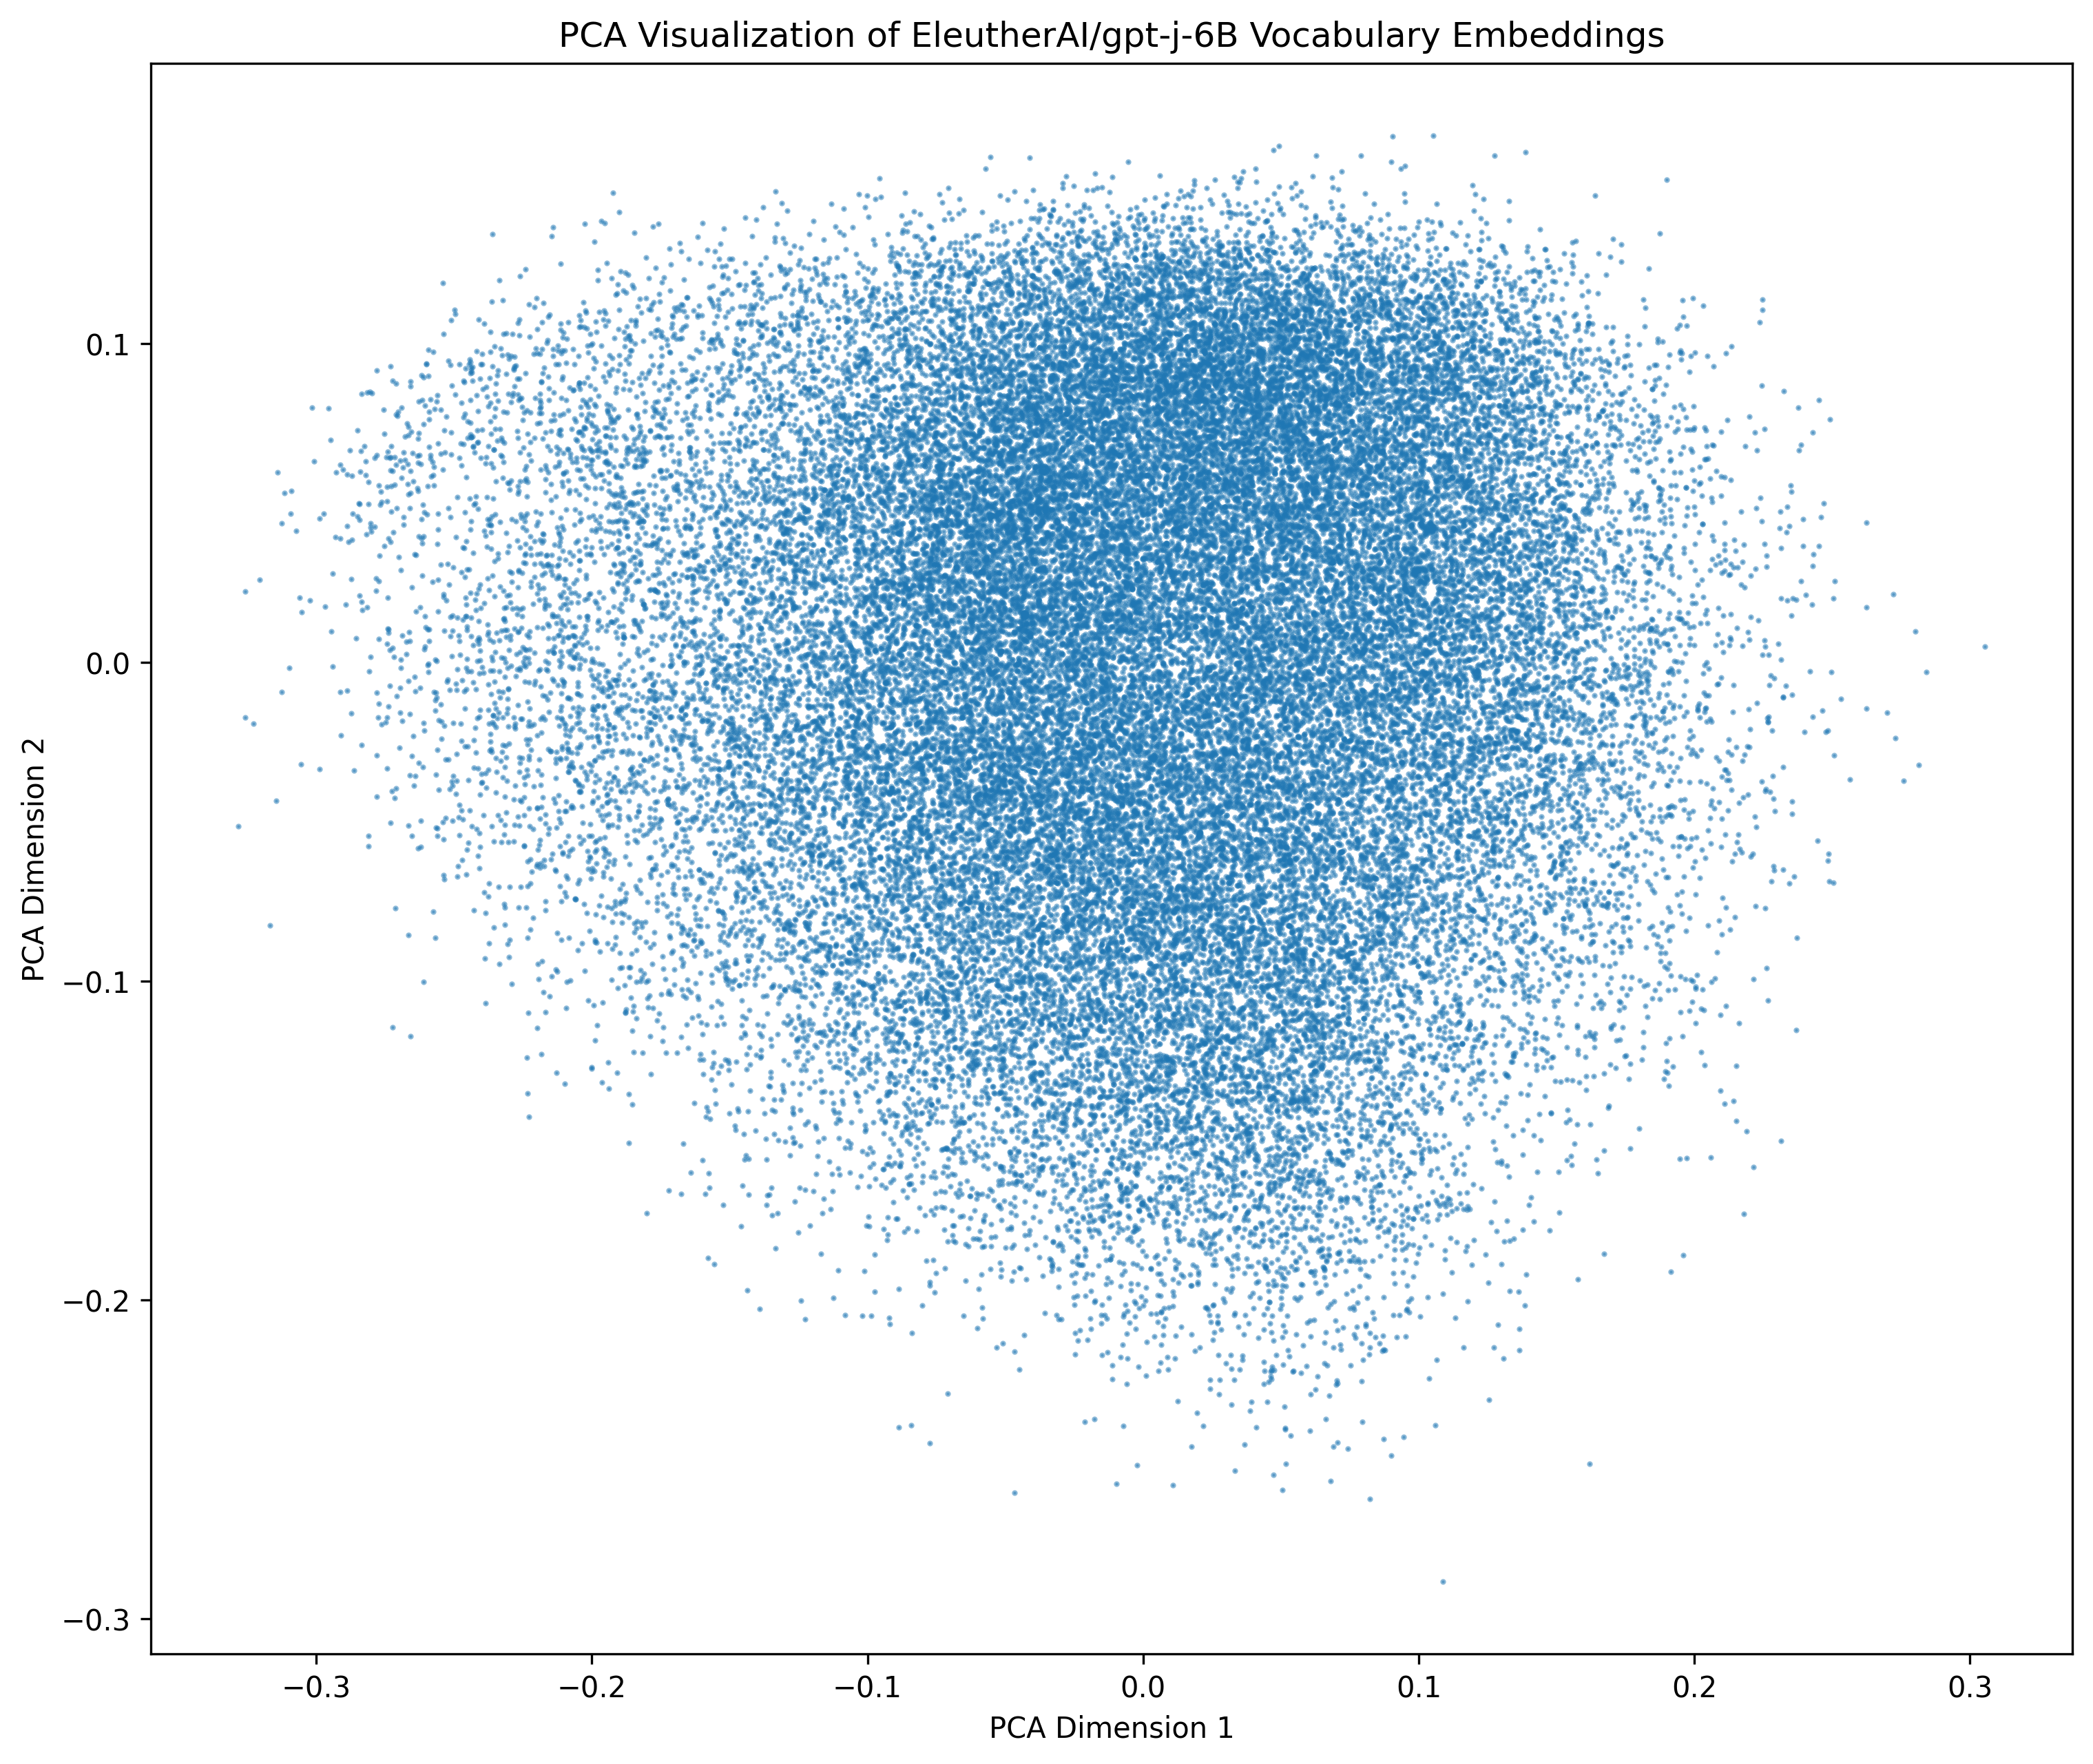 PCA Visualization of EleutherAI/gpt-j-6B Vocabulary Embeddings
PCA Dimension 2
0.1
0.0
−0.1
−0.2
−0.3
−0.3 −0.2 −0.1 0.0 0.1 0.2 0.3
PCA Dimension 1